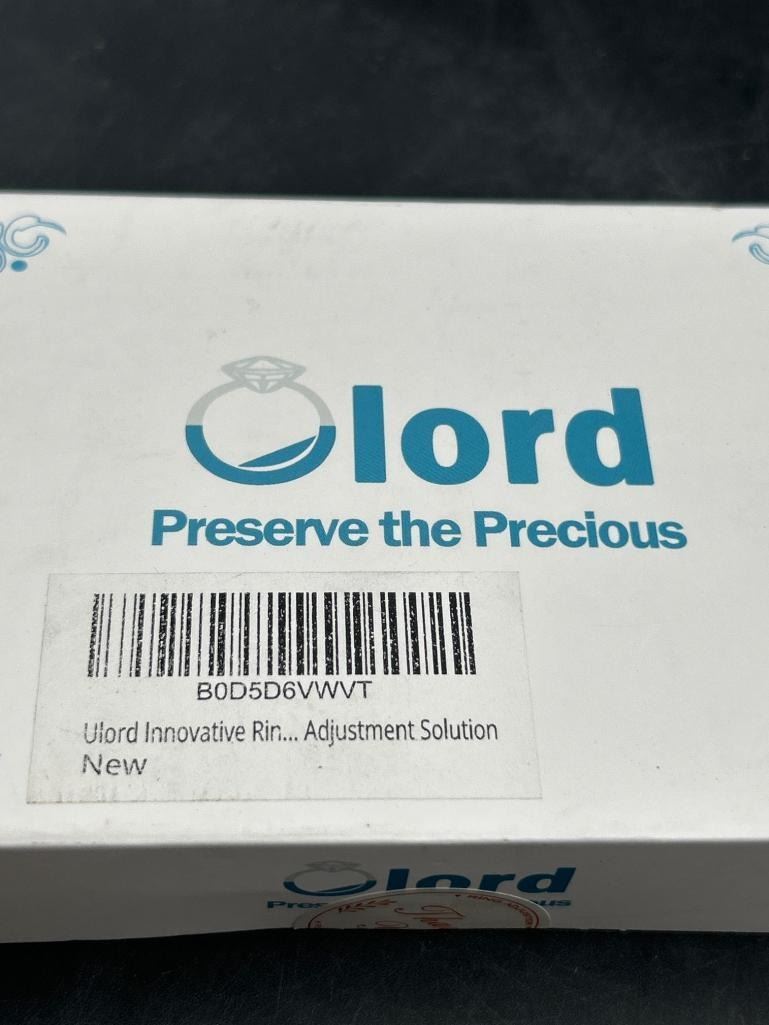 Ulord
Preserve the Precious
B0D5D6VWVT
Ulord Innovative Rin... Adjustment Solution
New
Ulord